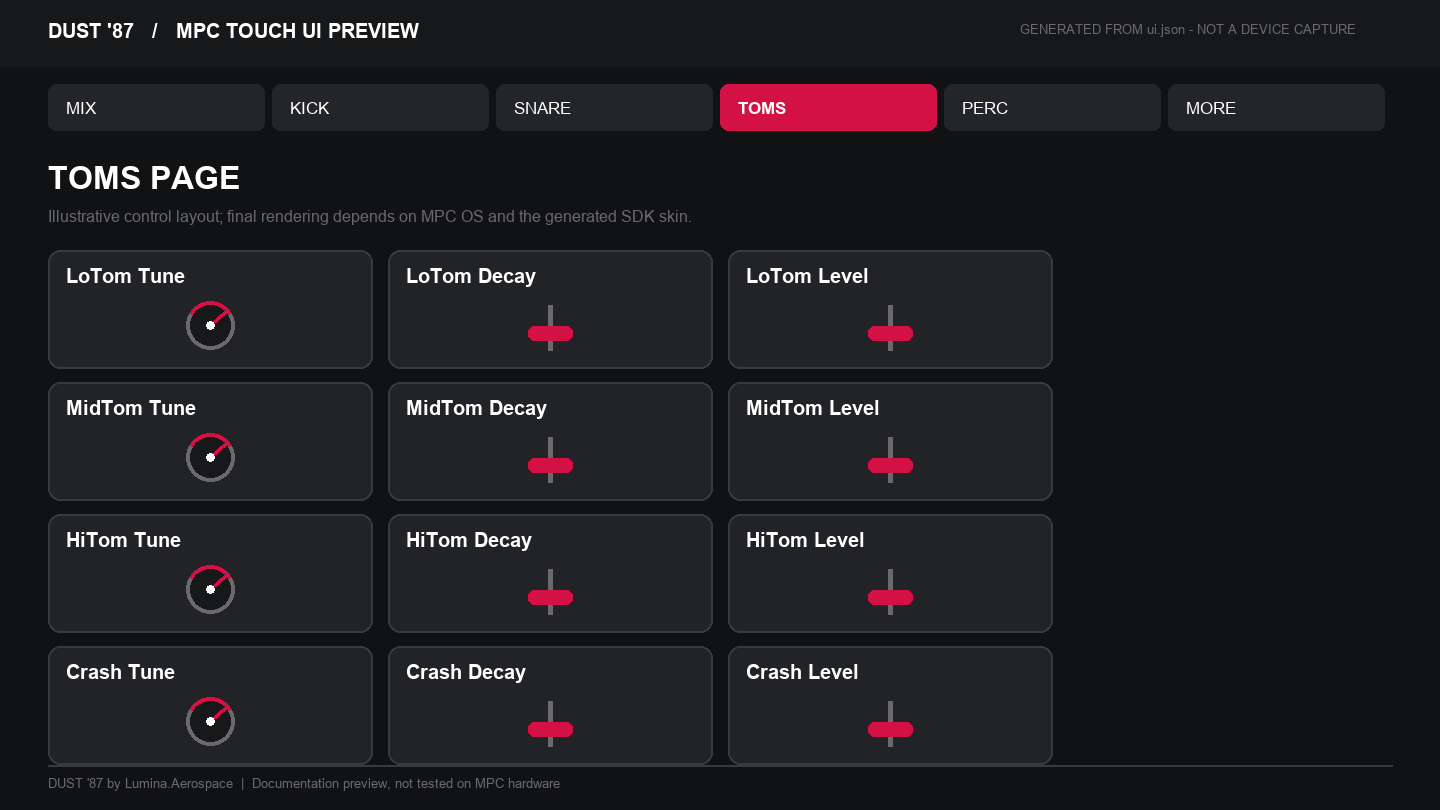 DUST '87 / MPC TOUCH UI PREVIEW
GENERATED FROM ui.json - NOT A DEVICE CAPTURE
MIX
KICK
SNARE
TOMS
PERC
MORE
TOMS PAGE
Illustrative control layout; final rendering depends on MPC OS and the generated SDK skin.
LoTom Tune
LoTom Decay
LoTom Level
MidTom Tune
MidTom Decay
MidTom Level
HiTom Tune
HiTom Decay
HiTom Level
Crash Tune
Crash Decay
Crash Level
DUST '87 by Lumina.Aerospace | Documentation preview, not tested on MPC hardware